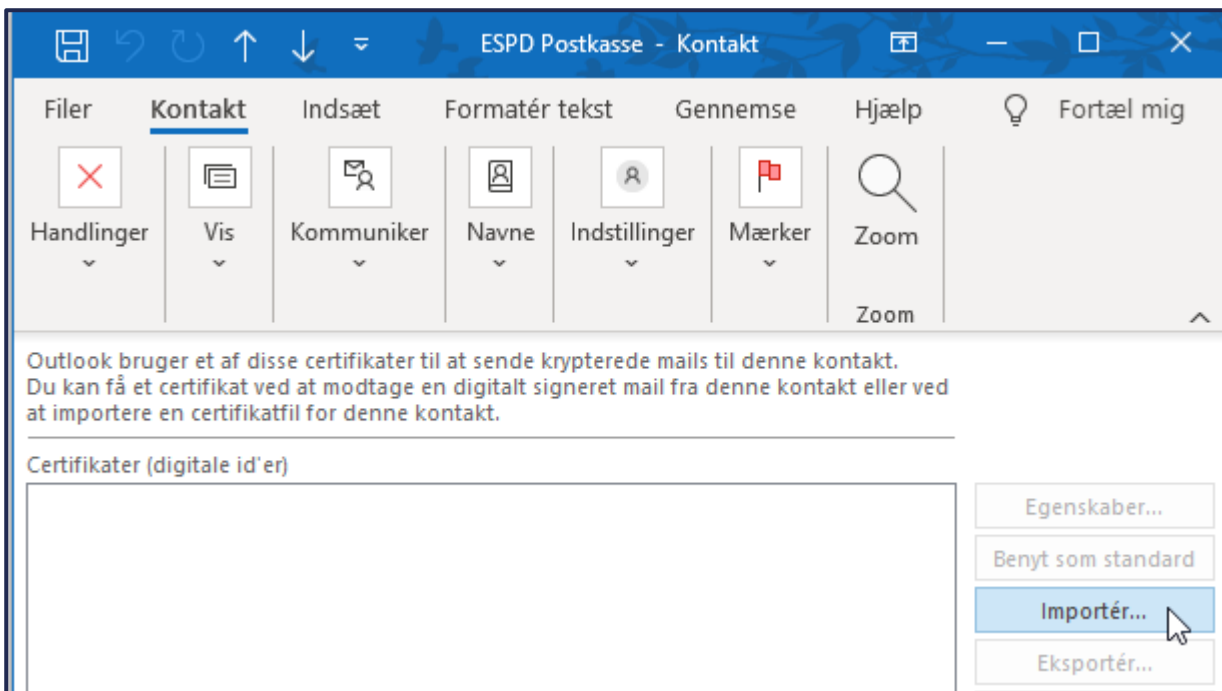 ESPD Postkasse - Kontakt
Filer Kontakt Indsæt Formatér tekst Gennemse Hjælp Fortæl mig
Handlinger Vis Kommuniker Navne Indstillinger Mærker Zoom
Zoom
Outlook bruger et af disse certifikater til at sende krypterede mails til denne kontakt.
Du kan få et certifikat ved at modtage en digitalt signeret mail fra denne kontakt eller ved
at importere en certifikatfil for denne kontakt.
Certifikater (digitale id'er)
Egenskaber...
Benyt som standard
Importér...
Eksportér...